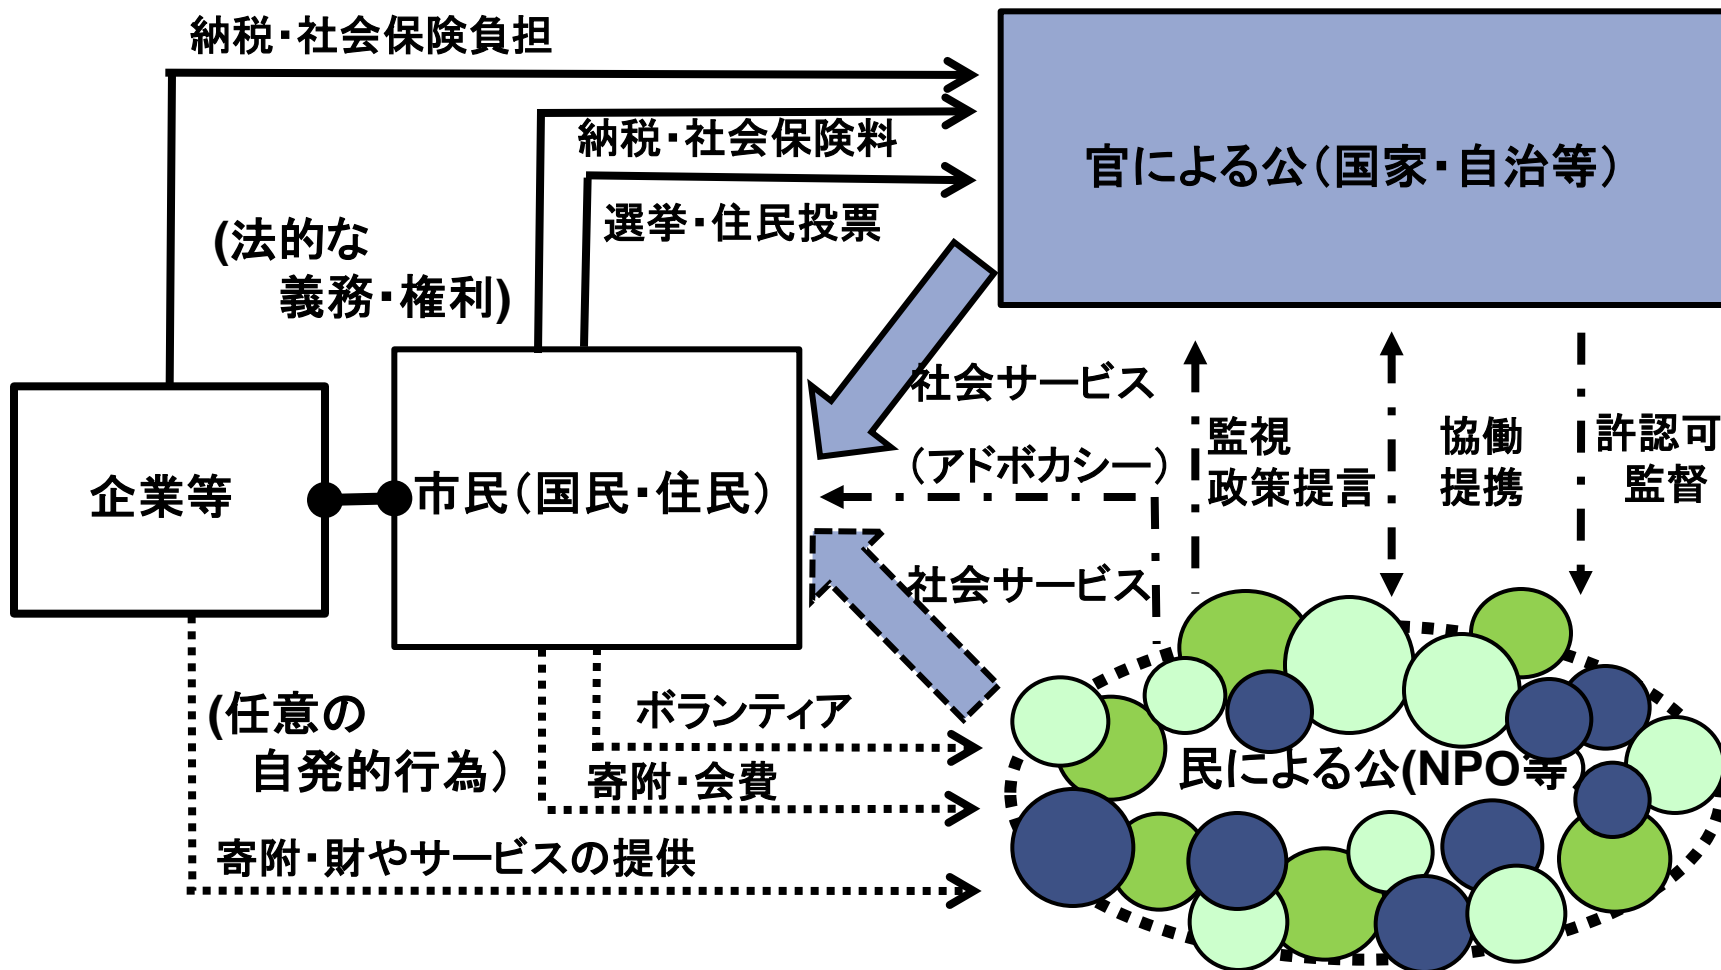 納税・社会保険負担
納税・社会保険料
官による公（国家・自治等）
選挙・住民投票
(法的な
義務・権利)
社会サービス
監視
政策提言
協働
提携
許認可
監督
（アドボカシー）
企業等
市民（国民・住民）
社会サービス
(任意の
自発的行為）
ボランティア
寄附・会費
民による公(NPO等)
寄附・財やサービスの提供